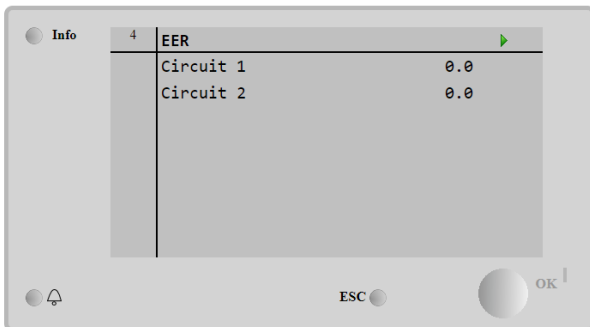 Info
4 EER
Circuit 1 0.0
Circuit 2 0.0
ESC
OK